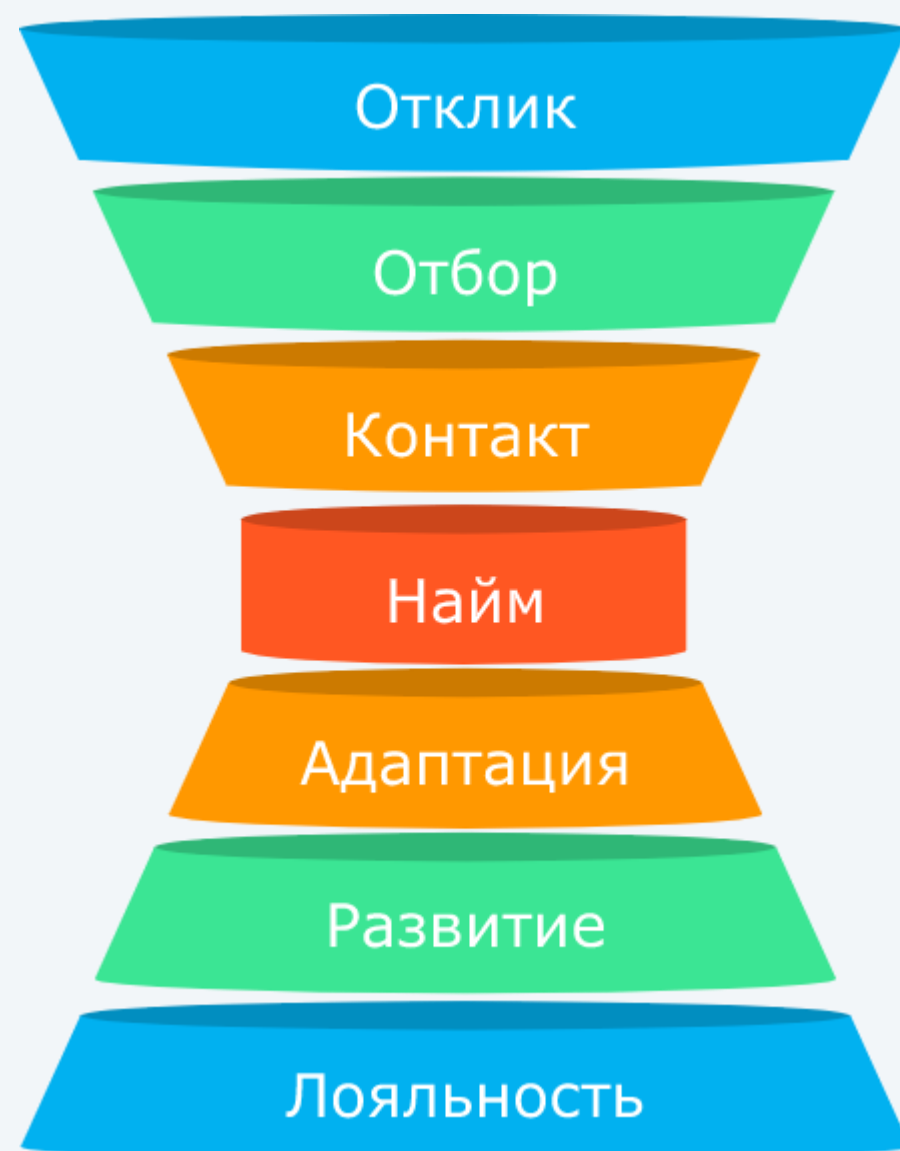 Отклик
Отбор
Контакт
Найм
Адаптация
Развитие
Лояльность